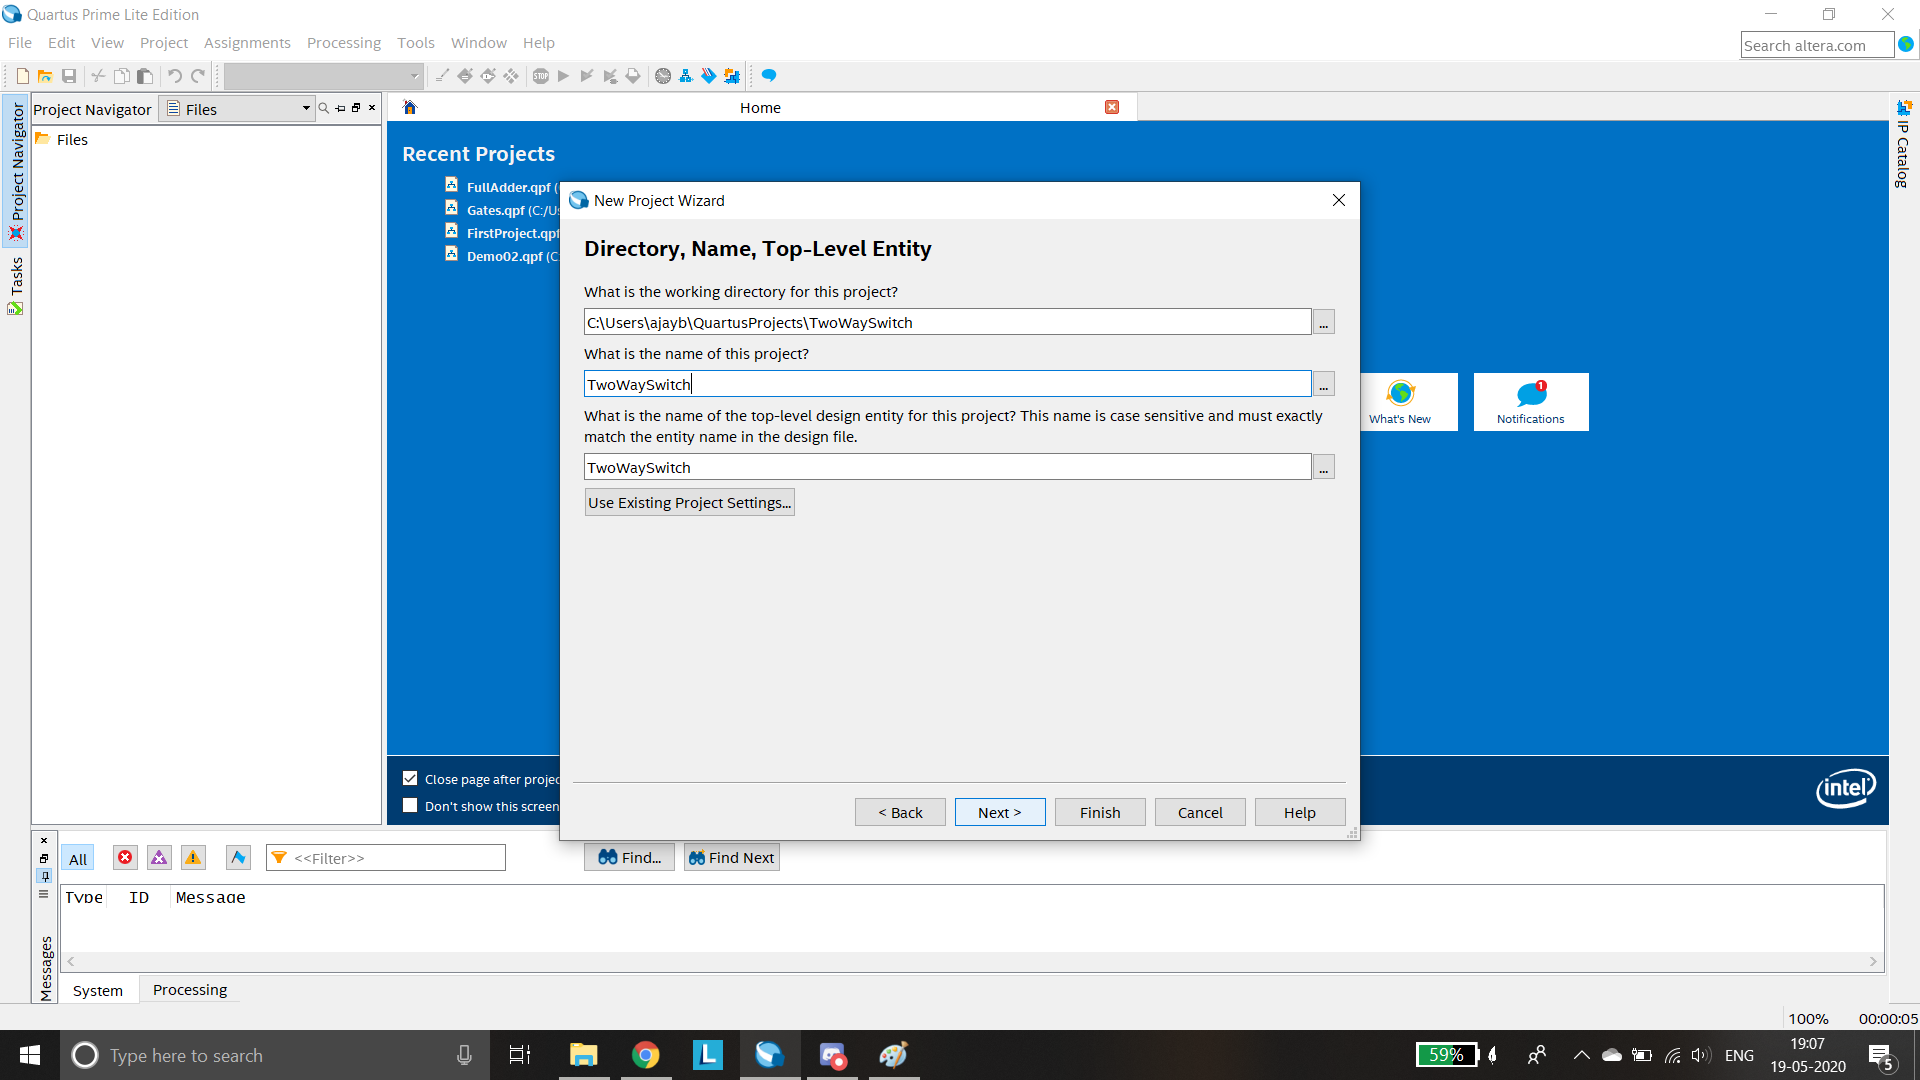 Quartus Prime Lite Edition
File Edit View Project Assignments Processing Tools Window Help
Search altera.com
Project Navigator Files
Home
Files
Project Navigator
Tasks
IP Catalog
Recent Projects
FullAdder.qpf (
Gates.qpf (C:/Us
FirstProject.qpf
Demo02.qpf (C:
New Project Wizard
Directory, Name, Top-Level Entity
What is the working directory for this project?
C:\Users\ajayb\QuartusProjects\TwoWaySwitch
...
What is the name of this project?
TwoWaySwitch
...
What is the name of the top-level design entity for this project? This name is case sensitive and must exactly
match the entity name in the design file.
TwoWaySwitch
...
Use Existing Project Settings...
What's New
1
Notifications
Close page after projec
Don't show this screen
intel
< Back Next > Finish Cancel Help
All <<Filter>> Find... Find Next
Type ID Message
Messages
System Processing
100% 00:00:05
Type here to search
L
59%
ENG
19:07
19-05-2020
5